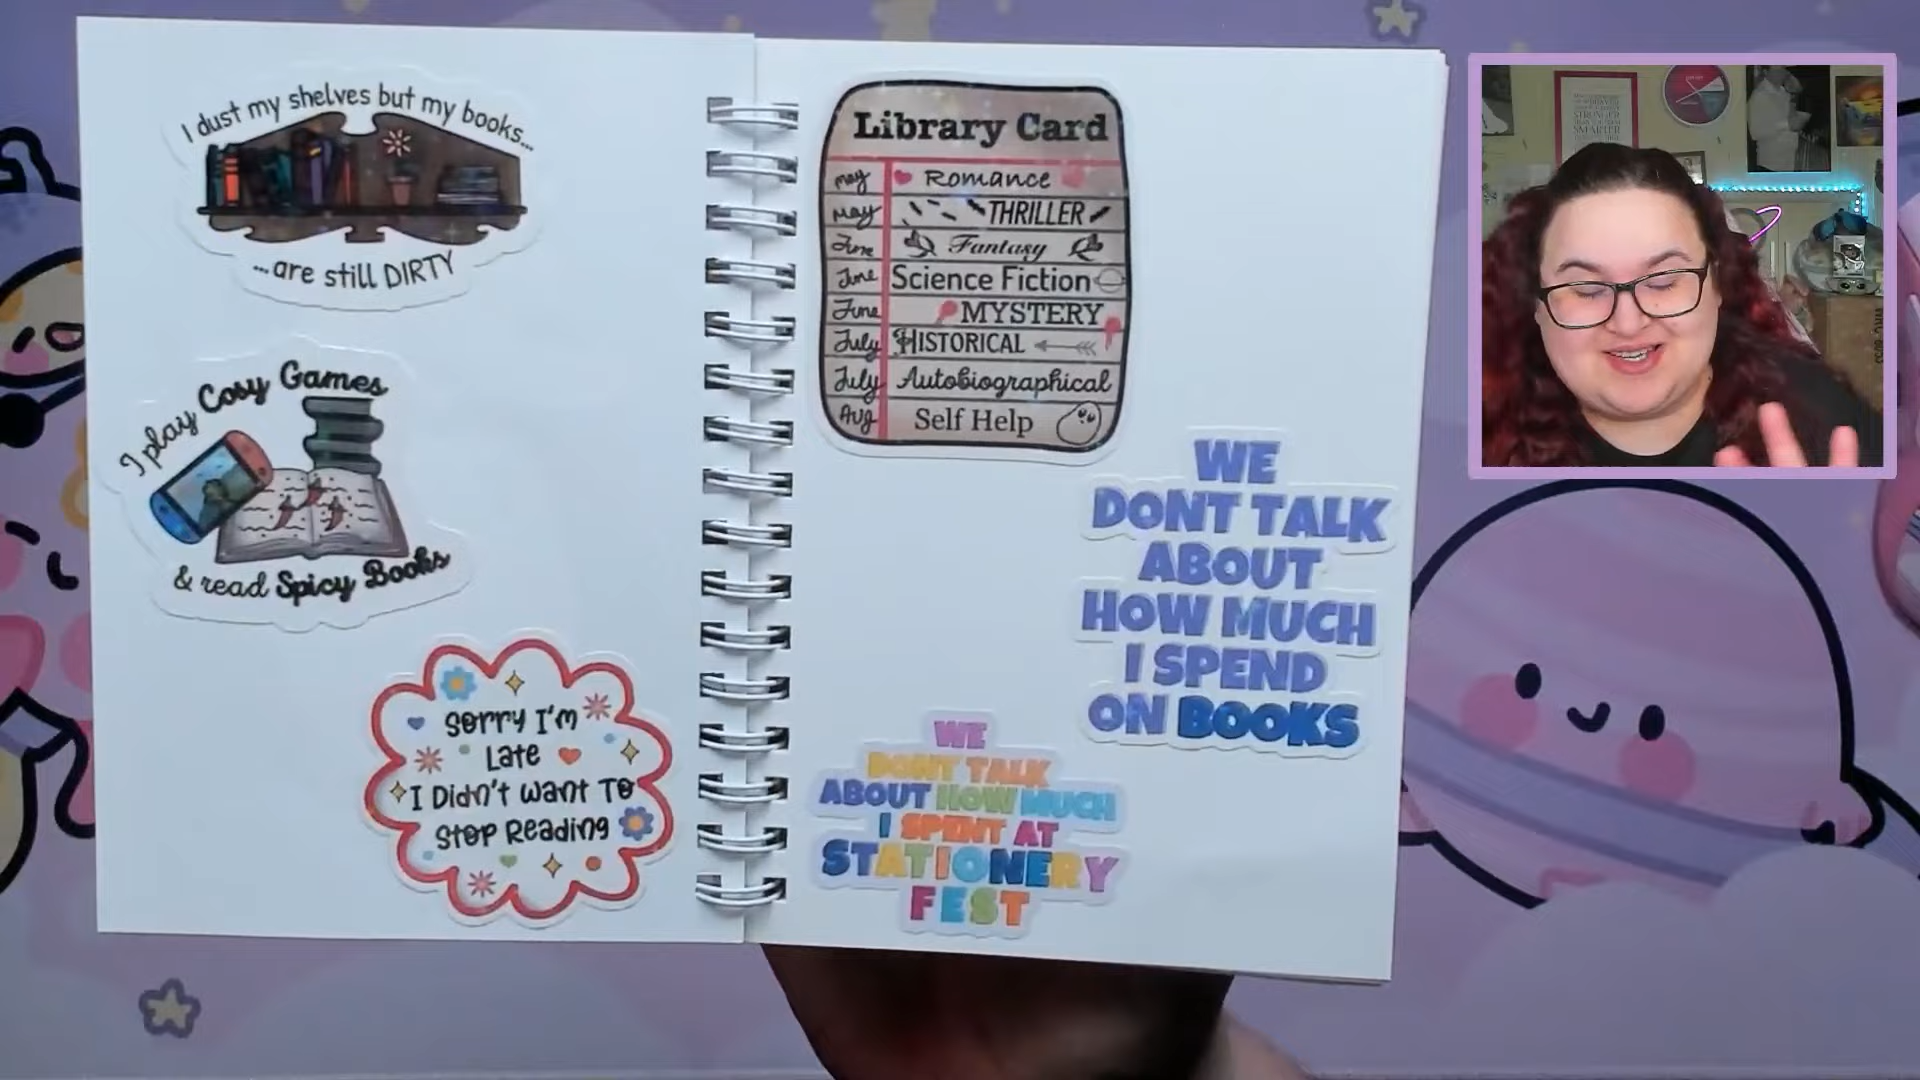 I dust my shelves but my books...
...are still DIRTY
I play Cosy Games
& read Spicy Books
Sorry I'm
Late
I Didn't want To
Stop Reading
Library Card
may Romance
May THRILLER
June Fantasy
June Science Fiction
June MYSTERY
July HISTORICAL
July Autobiographical
Aug Self Help
WE
DONT TALK
ABOUT
HOW MUCH
I SPEND
ON BOOKS
WE
DONT TALK
ABOUT HOW MUCH
I SPENT AT
STATIONERY
FEST
STRONGER
SMARTER